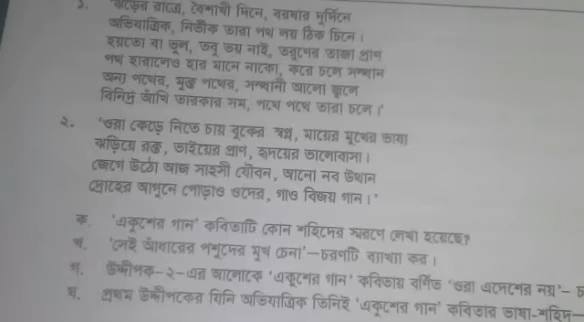 ১. 'ঝড়ের রাতে, বৈশাখী দিনে, বরষার দুর্দিনে
অভিযাত্রিক, নির্ভীক তারা পথ লয় ঠিক চিনে।
হয়তো বা ভুল, তবু ভয় নাই, তরুণের তাজা প্রাণ
পথ হারালেও হার মানে নাকো, করে চলে সন্ধান
অন্য পথের, মুক্ত পথের, সন্ধানী আলো জ্বলে
বিনিদ্র আঁখি তারকার সম, পথে পথে তারা চলে।'
২. 'ওরা কেড়ে নিতে চায় বুকের স্বপ্ন, মায়ের মুখের ভাষা
ঝড়িয়ে রক্ত, ভাইয়ের প্রাণ, হৃদয়ের ভালোবাসা।
জেগে উঠো আজ সাহসী যৌবন, আনো নব উত্থান
দ্রোহের আগুনে পোড়াও ওদের, গাও বিজয় গান।'
ক. 'একুশের গান' কবিতাটি কোন শহিদের স্মরণে লেখা হয়েছে?
খ. 'সেই আঁধারের পশুদের মুখ চেনা'—চরণটি ব্যাখ্যা কর।
গ. উদ্দীপক-২-এর আলোকে 'একুশের গান' কবিতায় বর্ণিত 'ওরা এদেশের নয়'–
ঘ. প্রথম উদ্দীপকের যিনি অভিযাত্রিক তিনিই 'একুশের গান' কবিতার ভাষা-শহিদ—